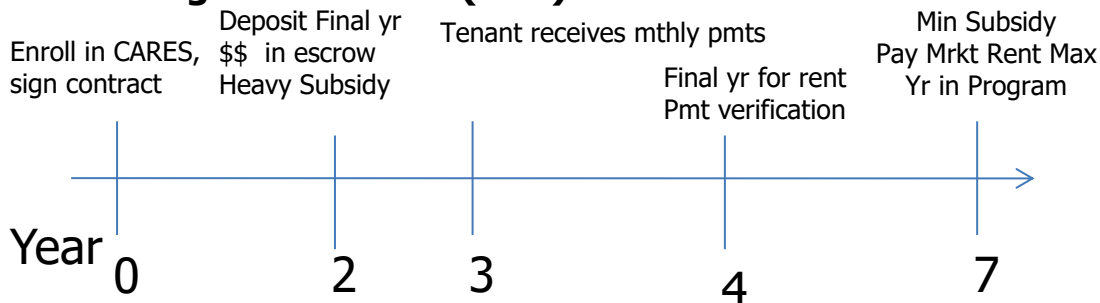 Enroll in CARES,
sign contract
Deposit Final yr
$$ in escrow
Heavy Subsidy
Tenant receives mthly pmts
Final yr for rent
Pmt verification
Min Subsidy
Pay Mrkt Rent Max
Yr in Program
Year
0
2
3
4
7